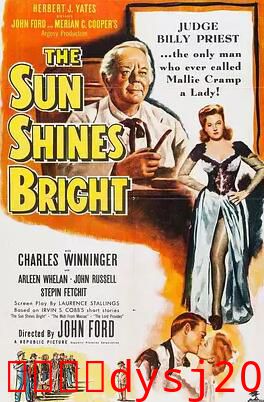 HERBERT J. YATES
PRESENTS
JOHN FORD and MERIAN C. COOPER'S
Argosy Production
THE
SUN
SHINES
BRIGHT
JUDGE
BILLY PRIEST
...the only man
who ever called
Mallie Cramp
a Lady!
CHARLES WINNINGER
ARLEEN WHELAN · JOHN RUSSELL
STEPIN FETCHIT
Screen Play By LAURENCE STALLINGS
Based on IRVIN S. COBB'S short stories
"The Sun Shines Bright" · "The Mob From Massac" · "The Lord Provides"
Directed By JOHN FORD
A REPUBLIC PICTURE
dysj20